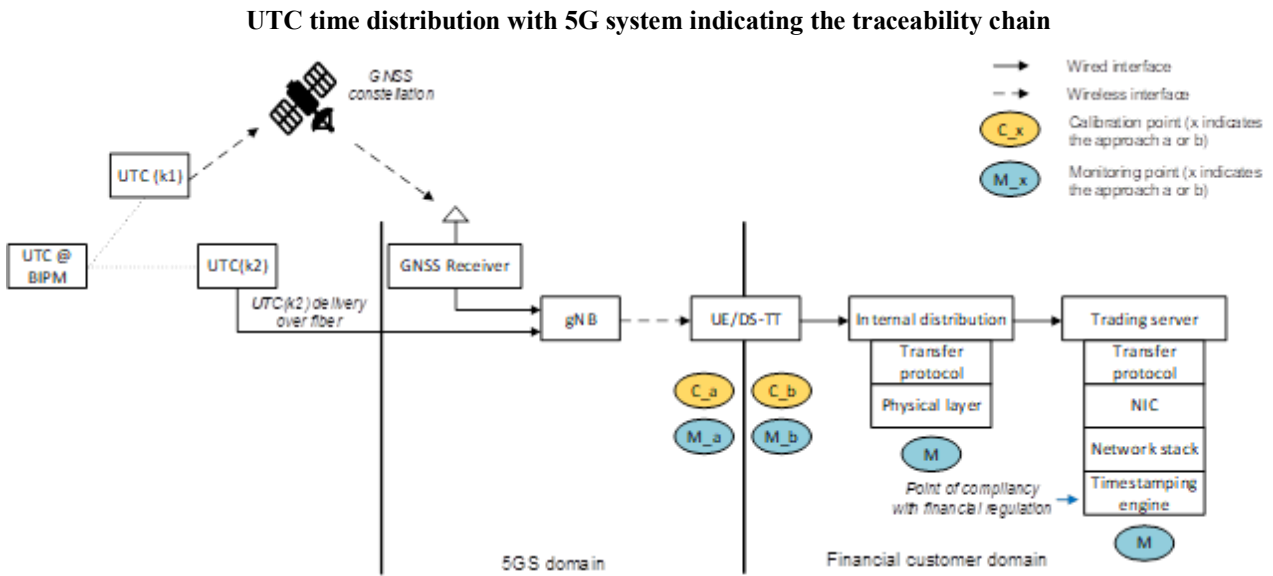 UTC time distribution with 5G system indicating the traceability chain
GNSS
constellation
Wired interface
Wireless interface
C_x
Calibration point (x indicates
the approach a or b)
M_x
Monitoring point (x indicates
the approach a or b)
UTC (k1)
UTC @
BIPM
UTC(k2)
GNSS Receiver
UTC(k2) delivery
over fiber
gNB
UE/DS-TT
Internal distribution
Trading server
Transfer
protocol
Transfer
protocol
C_a
C_b
Physical layer
NIC
M_a
M_b
M
Network stack
Point of compliancy
with financial regulation
Timestamping
engine
M
5GS domain
Financial customer domain